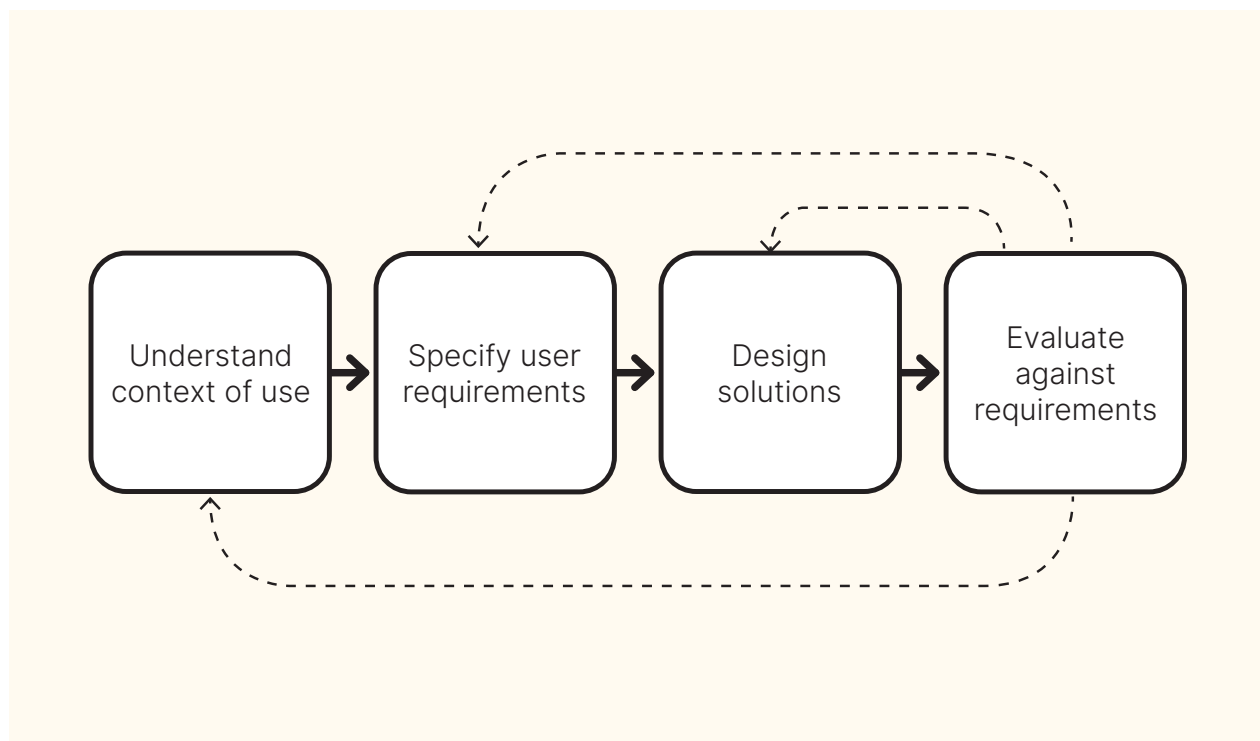 Understand
context of use
Specify user
requirements
Design
solutions
Evaluate
against
requirements